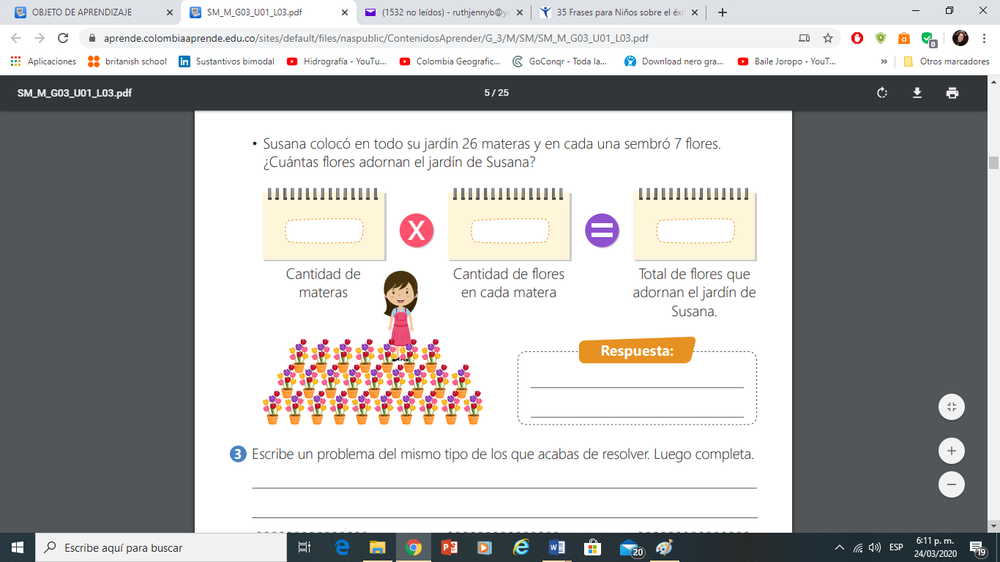 OBJETO DE APRENDIZAJE
SM_M_G03_U01_L03.pdf
(1532 no leídos) - ruthjennyb@ya
35 Frases para Niños sobre el éxi
aprende.colombiaaprende.edu.co/sites/default/files/naspublic/ContenidosAprender/G_3/M/SM/SM_M_G03_U01_L03.pdf
0
Aplicaciones
britanish school
Sustantivos bimodal
Hidrografía - YouTu...
Colombia Geografic...
GoConqr - Toda la...
Download nero gra...
Baile Joropo - YouT...
»
Otros marcadores
SM_M_G03_U01_L03.pdf
5 / 25
• Susana colocó en todo su jardín 26 materas y en cada una sembró 7 flores.
¿Cuántas flores adornan el jardín de Susana?
X
=
Cantidad de
materas
Cantidad de flores
en cada matera
Total de flores que
adornan el jardín de
Susana.
Respuesta:
3 Escribe un problema del mismo tipo de los que acabas de resolver. Luego completa.
Escribe aquí para buscar
20
ESP
6:11 p. m.
24/03/2020
19